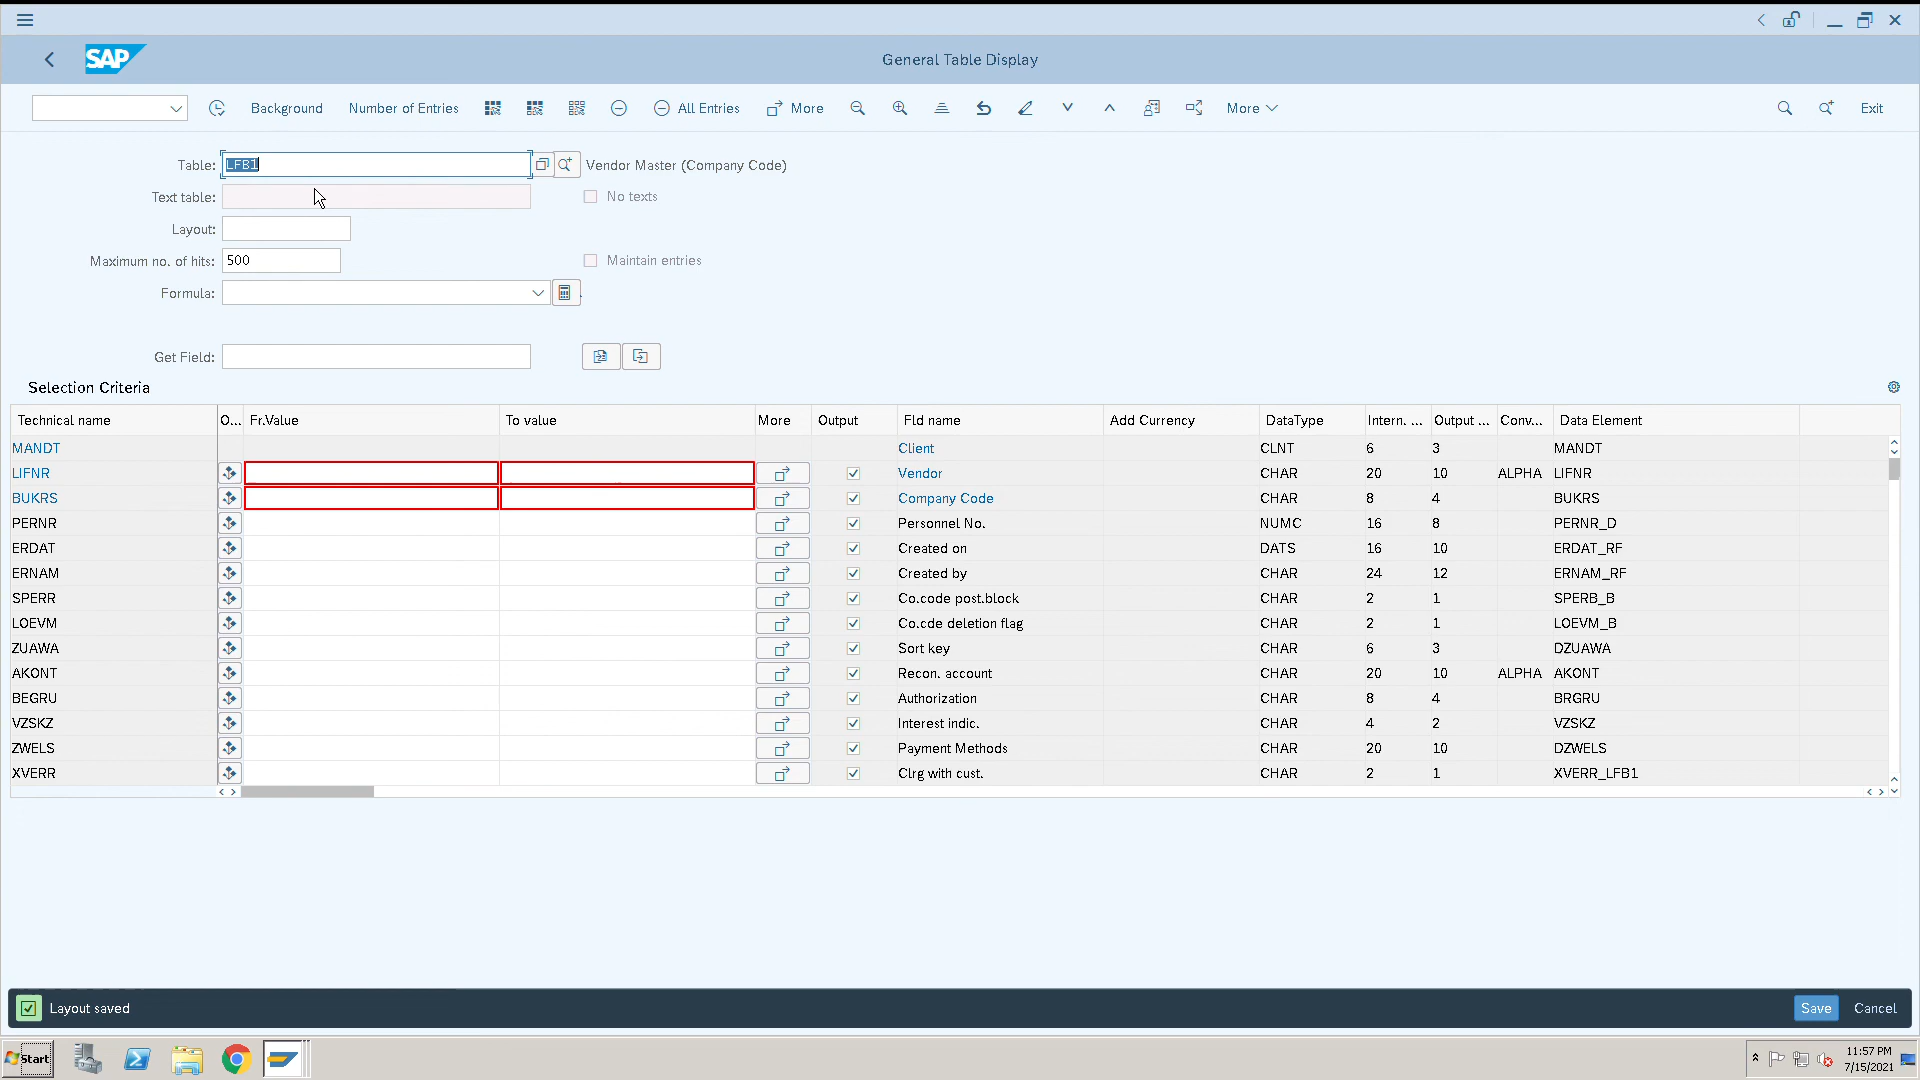 SAP
General Table Display
Background Number of Entries All Entries More More Exit
Table: LFB1 Vendor Master (Company Code)
Text table: No texts
Layout:
Maximum no. of hits: 500 Maintain entries
Formula: .
Get Field:
Selection Criteria
Technical name O... Fr.Value To value More Output Fld name Add Currency DataType Intern. ... Output ... Conv... Data Element
MANDT Client CLNT 6 3 MANDT
LIFNR Vendor CHAR 20 10 ALPHA LIFNR
BUKRS Company Code CHAR 8 4 BUKRS
PERNR Personnel No. NUMC 16 8 PERNR_D
ERDAT Created on DATS 16 10 ERDAT_RF
ERNAM Created by CHAR 24 12 ERNAM_RF
SPERR Co.code post.block CHAR 2 1 SPERB_B
LOEVM Co.cde deletion flag CHAR 2 1 LOEVM_B
ZUAWA Sort key CHAR 6 3 DZUAWA
AKONT Recon. account CHAR 20 10 ALPHA AKONT
BEGRU Authorization CHAR 8 4 BRGRU
VZSKZ Interest indic. CHAR 4 2 VZSKZ
ZWELS Payment Methods CHAR 20 10 DZWELS
XVERR Clrg with cust. CHAR 2 1 XVERR_LFB1
Layout saved Save Cancel
Start 11:57 PM
7/15/2021